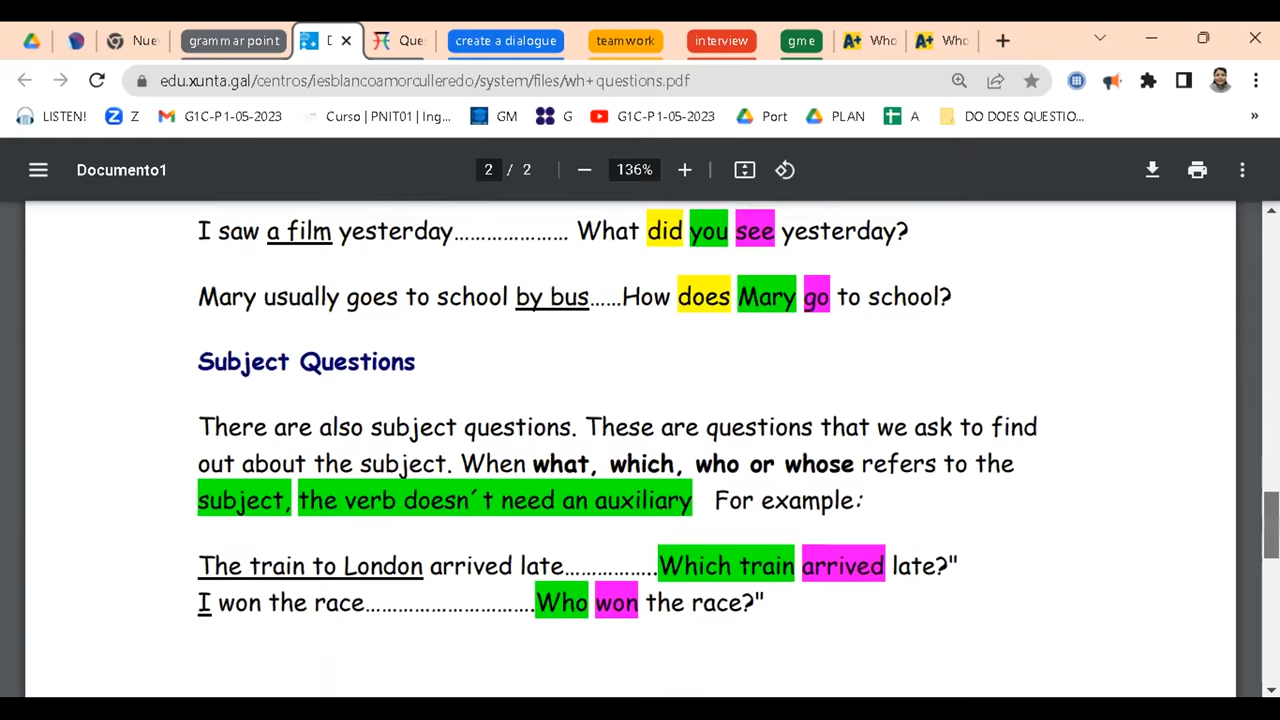 Nue
grammar point
D
Que
create a dialogue
teamwork
interview
gme
A+ Who
A+ Who
edu.xunta.gal/centros/iesblancoamorculleredo/system/files/wh+questions.pdf
LISTEN!
Z
G1C-P1-05-2023
Curso | PNIT01 | Ing...
GM
G
G1C-P1-05-2023
Port
PLAN
A
DO DOES QUESTIO...
»
Documento1
2 / 2
136%
I saw a film yesterday………………… What did you see yesterday?
Mary usually goes to school by bus……How does Mary go to school?
Subject Questions
There are also subject questions. These are questions that we ask to find
out about the subject. When what, which, who or whose refers to the
subject, the verb doesn´t need an auxiliary For example:
The train to London arrived late……………..Which train arrived late?"
I won the race………………………….Who won the race?"